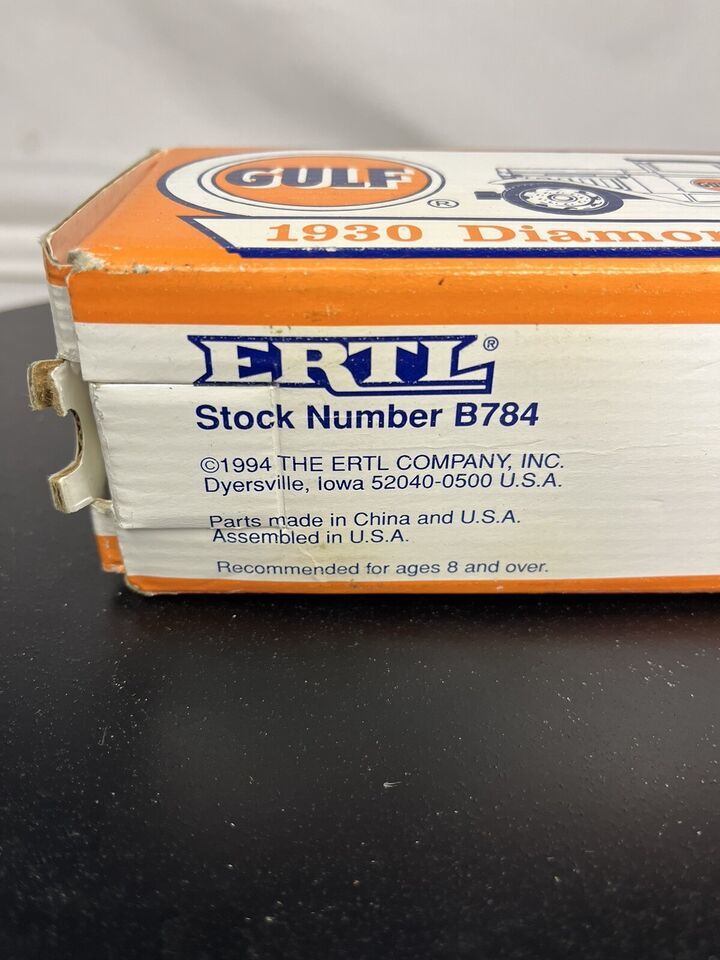 GULF®
1930 Diamo
ERTL®
Stock Number B784
©1994 THE ERTL COMPANY, INC.
Dyersville, Iowa 52040-0500 U.S.A.
Parts made in China and U.S.A.
Assembled in U.S.A.
Recommended for ages 8 and over.